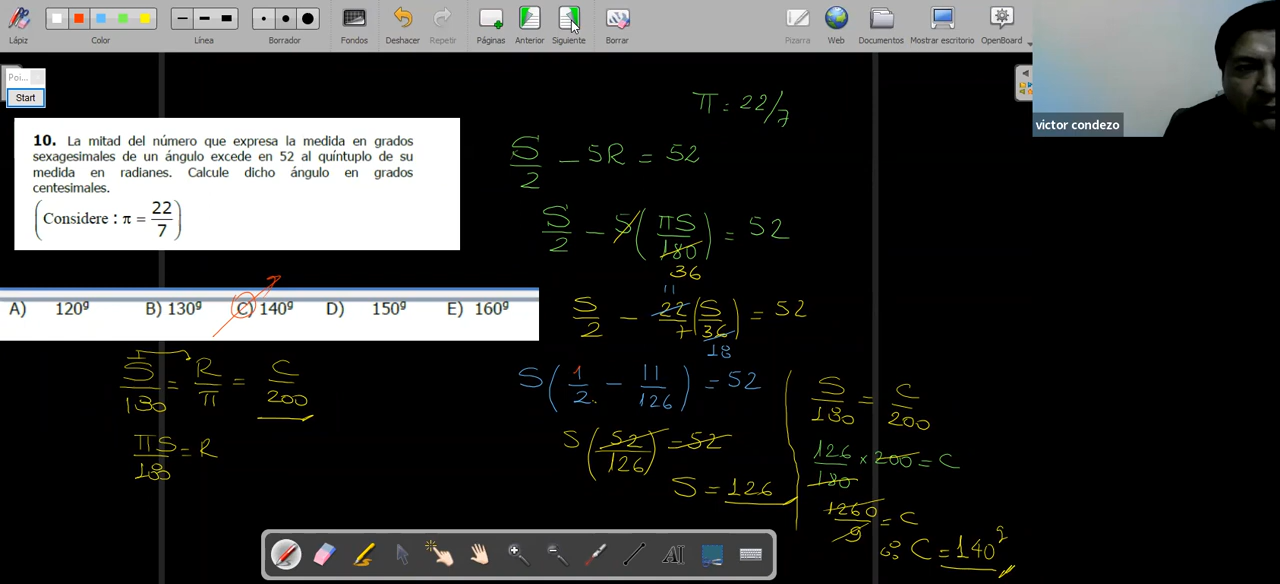 Lápiz
Color
Línea
Borrador
Fondos
Deshacer
Repetir
Páginas
Anterior
Siguiente
Borrar
Pizarra
Web
Documentos
Mostrar escritorio
OpenBoard
Poi...
Start
victor condezo
10. La mitad del número que expresa la medida en grados
sexagesimales de un ángulo excede en 52 al quíntuplo de su
medida en radianes. Calcule dicho ángulo en grados
centesimales.
(Considere : π = 22/7)
A) 120g B) 130g C) 140g D) 150g E) 160g
S/180 = R/π = C/200
πS/180 = R
π = 22/7
S/2 - 5R = 52
S/2 - 5(πS/180) = 52
36
11
S/2 - 22/7 (S/36) = 52
18
S(1/2 - 11/126) = 52
S(52/126) = 52
S = 126
S/180 = C/200
126/180 × 200 = C
1260/9 = C
∴ C = 140g